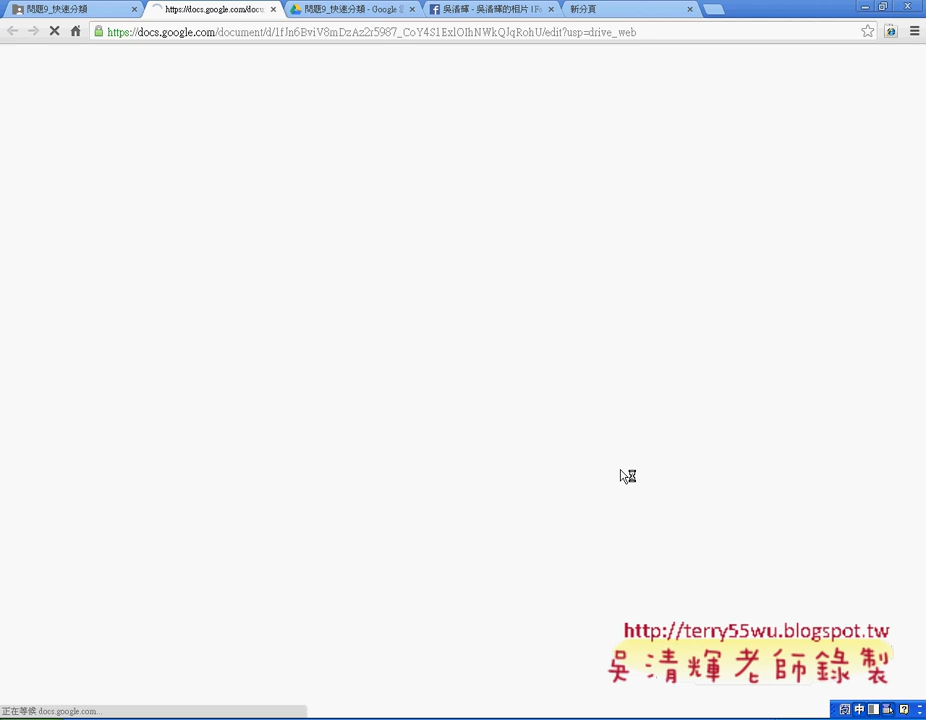 問題9_快速分類
https://docs.google.com/docu
問題9_快速分類 - Google
吳清輝 - 吳清輝的相片 (Fa
新分頁
https://docs.google.com/document/d/1fJn6BviV8mDzAz2r5987_CoY4S1ExlOIhNWkQJqRohU/edit?usp=drive_web
http://terry55wu.blogspot.tw
吳清輝老師錄製
正在等候 docs.google.com...
中